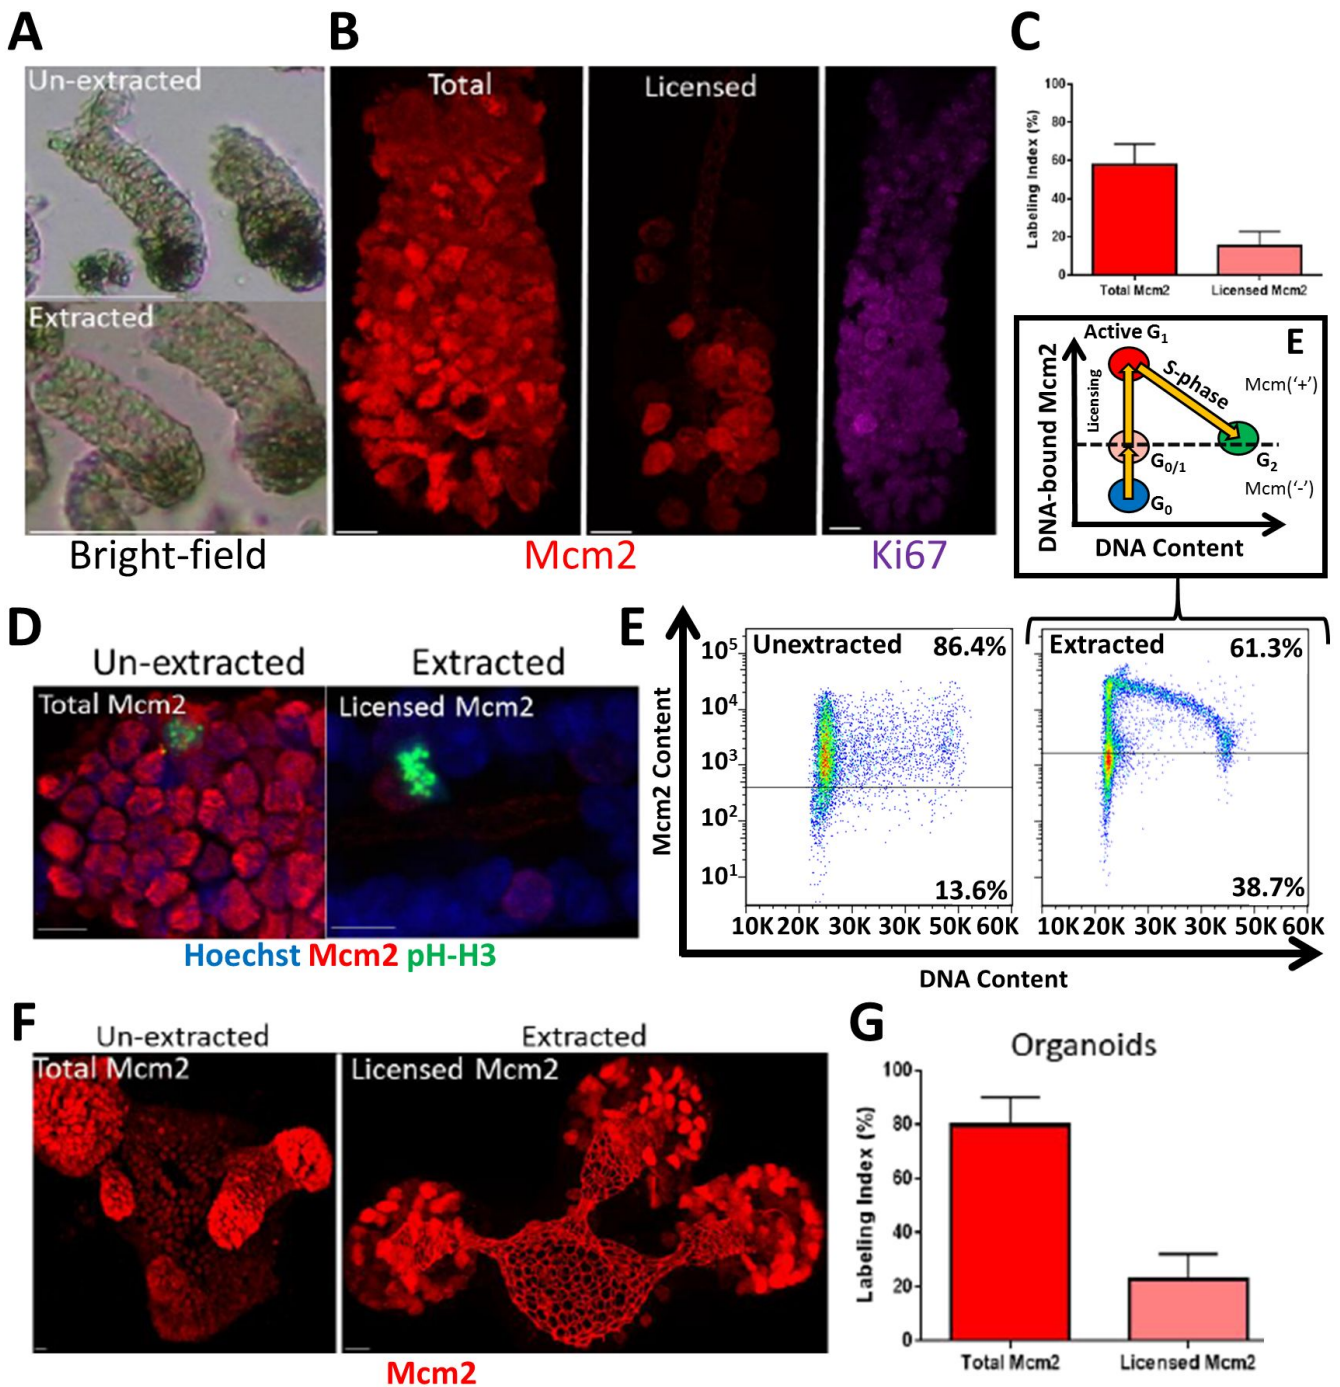 A
Un-extracted
Extracted
Bright-field
B
Total
Licensed
Mcm2
Ki67
C
Labeling Index (%)
100
80
60
40
20
0
Total Mcm2
Licensed Mcm2
E
Active G1
DNA-bound Mcm2
Licensing
S-phase
Mcm('+')
G0/1
G2
Mcm('-')
G0
DNA Content
D
Un-extracted
Extracted
Total Mcm2
Licensed Mcm2
Hoechst Mcm2 pH-H3
E
Mcm2 Content
10^5
10^4
10^3
10^2
10^1
Unextracted
86.4%
13.6%
10K 20K 30K 30K 50K 60K
Extracted
61.3%
38.7%
10K 20K 30K 30K 50K 60K
DNA Content
F
Un-extracted
Extracted
Total Mcm2
Licensed Mcm2
Mcm2
G
Organoids
Labeling Index (%)
100
80
60
40
20
0
Total Mcm2
Licensed Mcm2